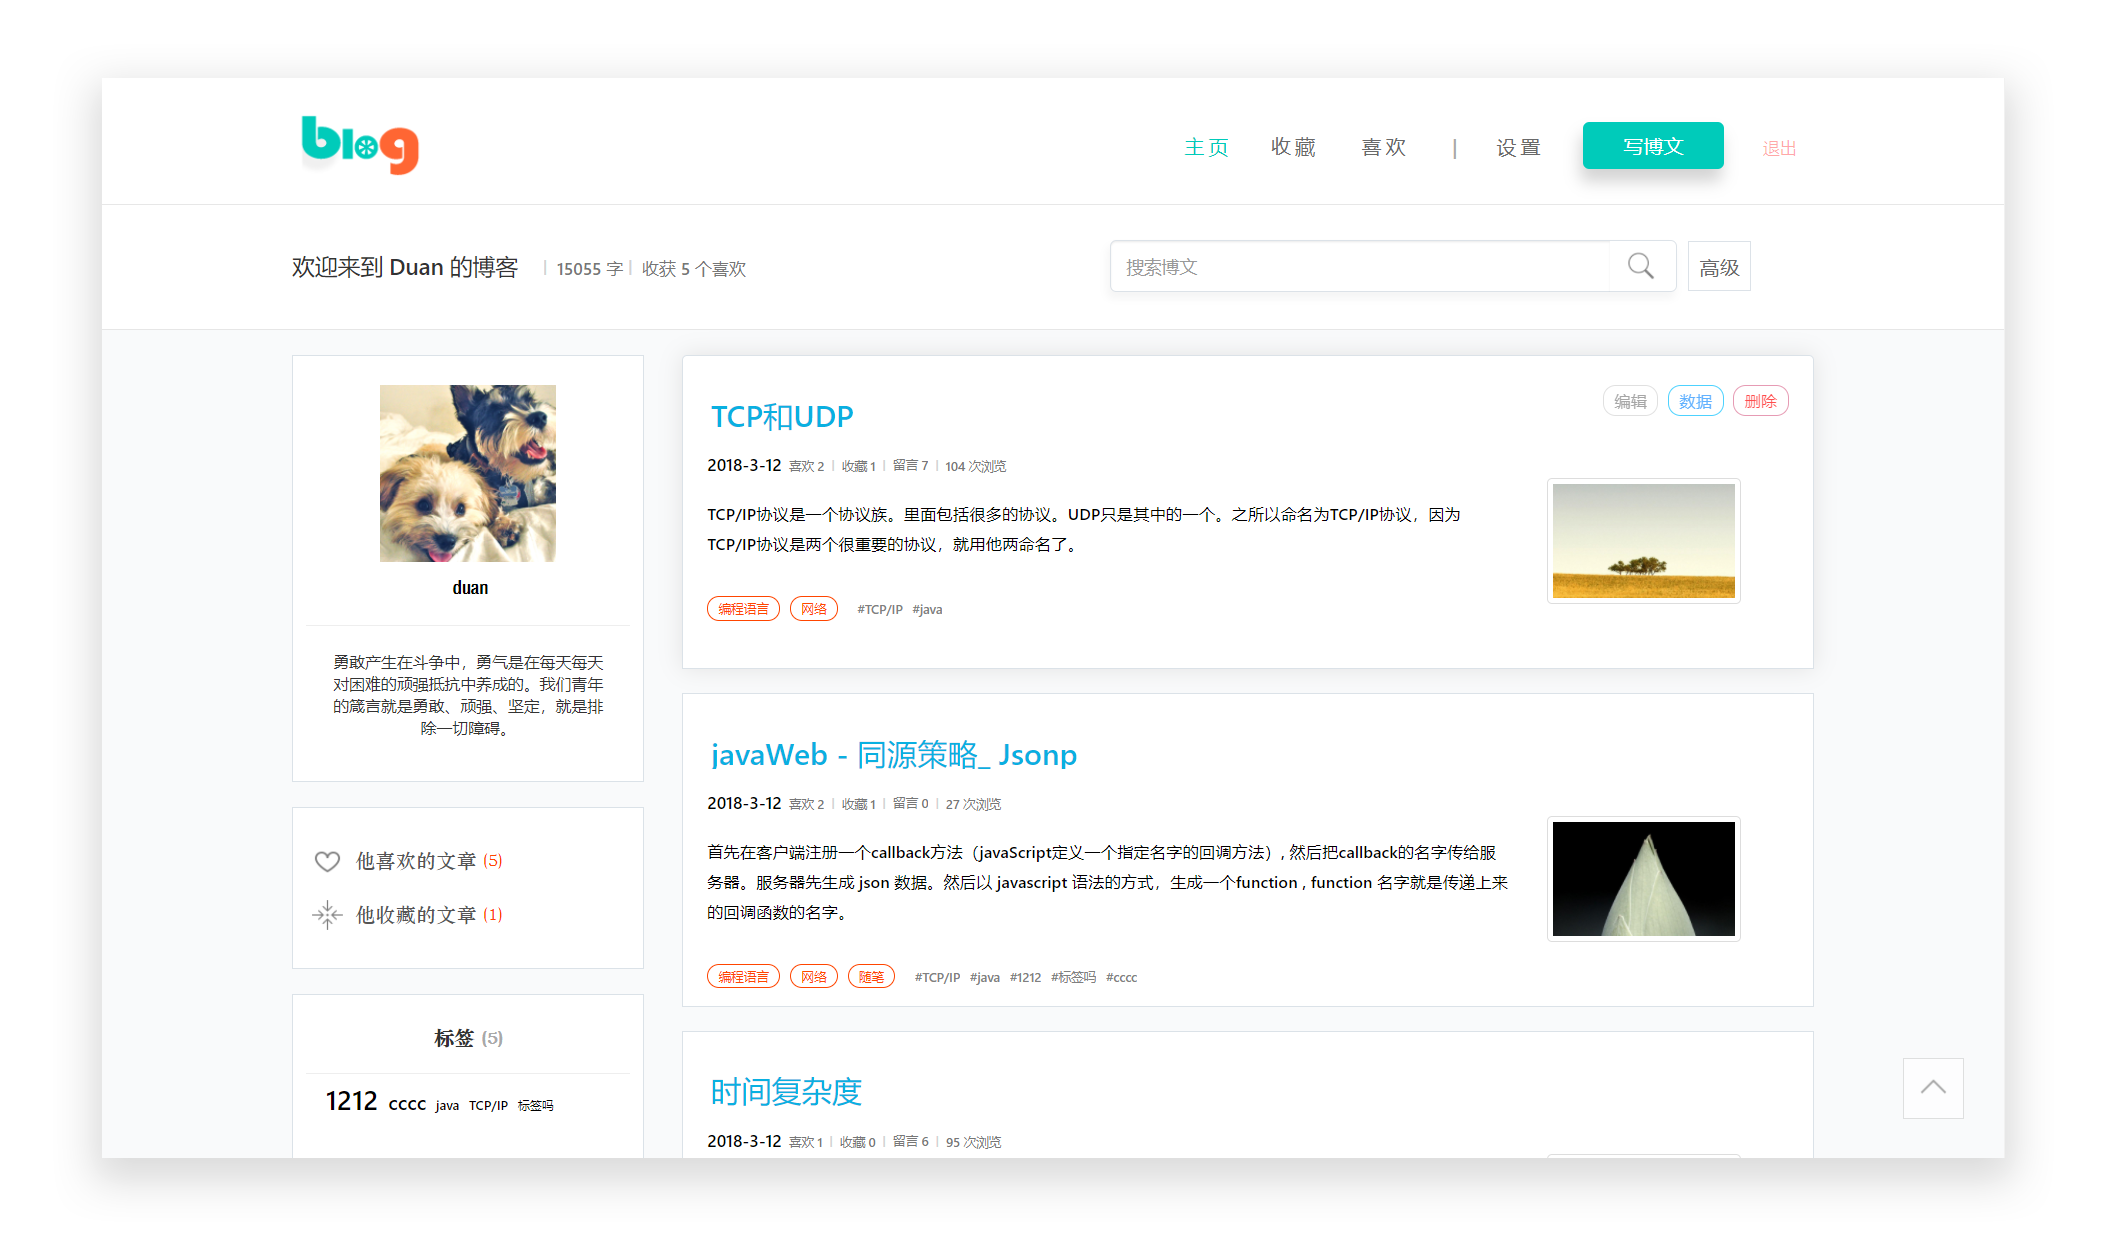 blog
主页 收藏 喜欢 | 设置 写博文 退出
欢迎来到 Duan 的博客 | 15055 字 | 收获 5 个喜欢
搜索博文 高级
duan
勇敢产生在斗争中，勇气是在每天每天
对困难的顽强抵抗中养成的。我们青年
的箴言就是勇敢、顽强、坚定，就是排
除一切障碍。
他喜欢的文章 (5)
他收藏的文章 (1)
标签 (5)
1212 cccc java TCP/IP 标签吗
编辑 数据 删除
TCP和UDP
2018-3-12 喜欢 2 | 收藏 1 | 留言 7 | 104 次浏览
TCP/IP协议是一个协议族。里面包括很多的协议。UDP只是其中的一个。之所以命名为TCP/IP协议，因为
TCP/IP协议是两个很重要的协议，就用他两命名了。
编程语言 网络 #TCP/IP #java
javaWeb - 同源策略_ Jsonp
2018-3-12 喜欢 2 | 收藏 1 | 留言 0 | 27 次浏览
首先在客户端注册一个callback方法（javaScript定义一个指定名字的回调方法）, 然后把callback的名字传给服
务器。服务器先生成 json 数据。然后以 javascript 语法的方式，生成一个function , function 名字就是传递上来
的回调函数的名字。
编程语言 网络 随笔 #TCP/IP #java #1212 #标签吗 #cccc
时间复杂度
2018-3-12 喜欢 1 | 收藏 0 | 留言 6 | 95 次浏览